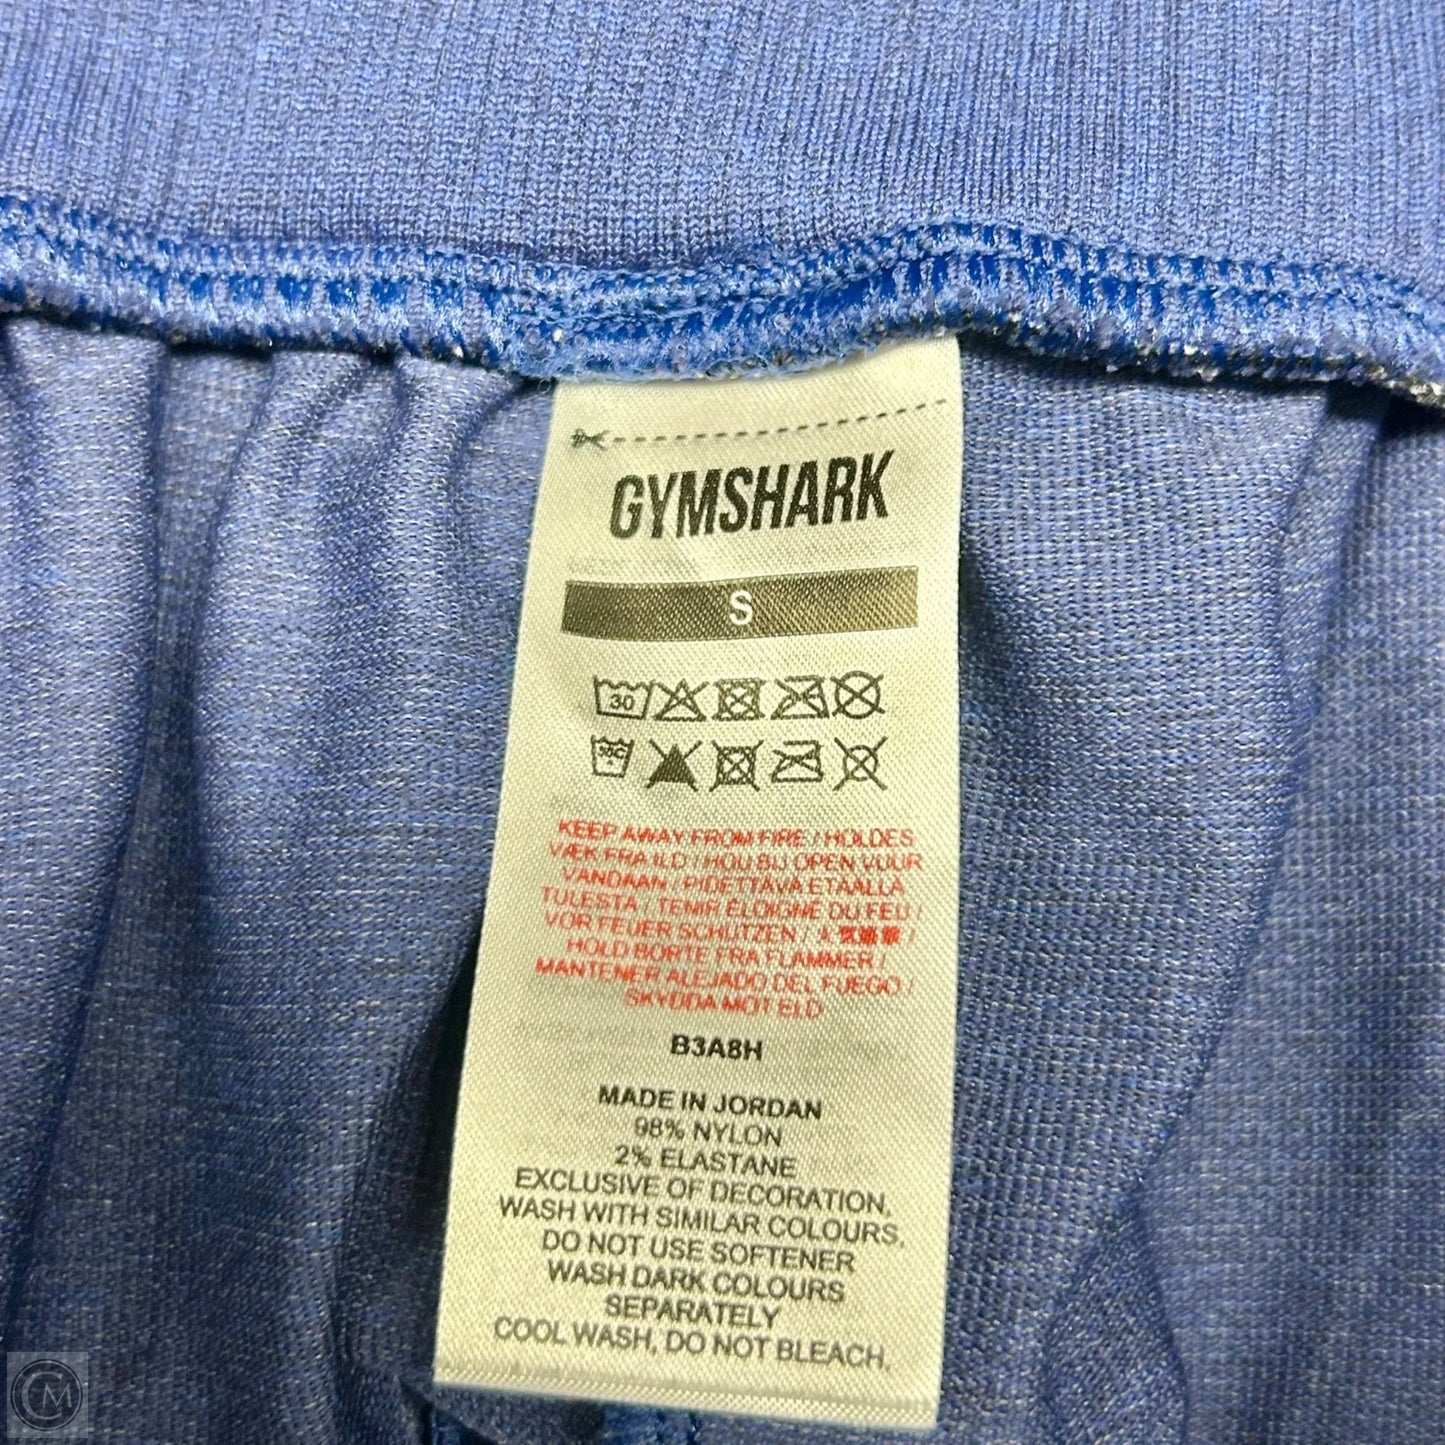 GYMSHARK
S
30
30C
KEEP AWAY FROM FIRE / HOLDES
VÆK FRA ILD / HOU BIJ OPEN VUUR
VANDAAN / PIDETTÄVÄ ETÄÄLLÄ
TULESTA / TENIR ÉLOIGNÉ DU FEU /
VOR FEUER SCHÜTZEN /
HOLD BORTE FRA FLAMMER /
MANTENER ALEJADO DEL FUEGO /
SKYDDA MOT ELD
B3A8H
MADE IN JORDAN
98% NYLON
2% ELASTANE
EXCLUSIVE OF DECORATION.
WASH WITH SIMILAR COLOURS.
DO NOT USE SOFTENER
WASH DARK COLOURS
SEPARATELY
COOL WASH, DO NOT BLEACH.
CM